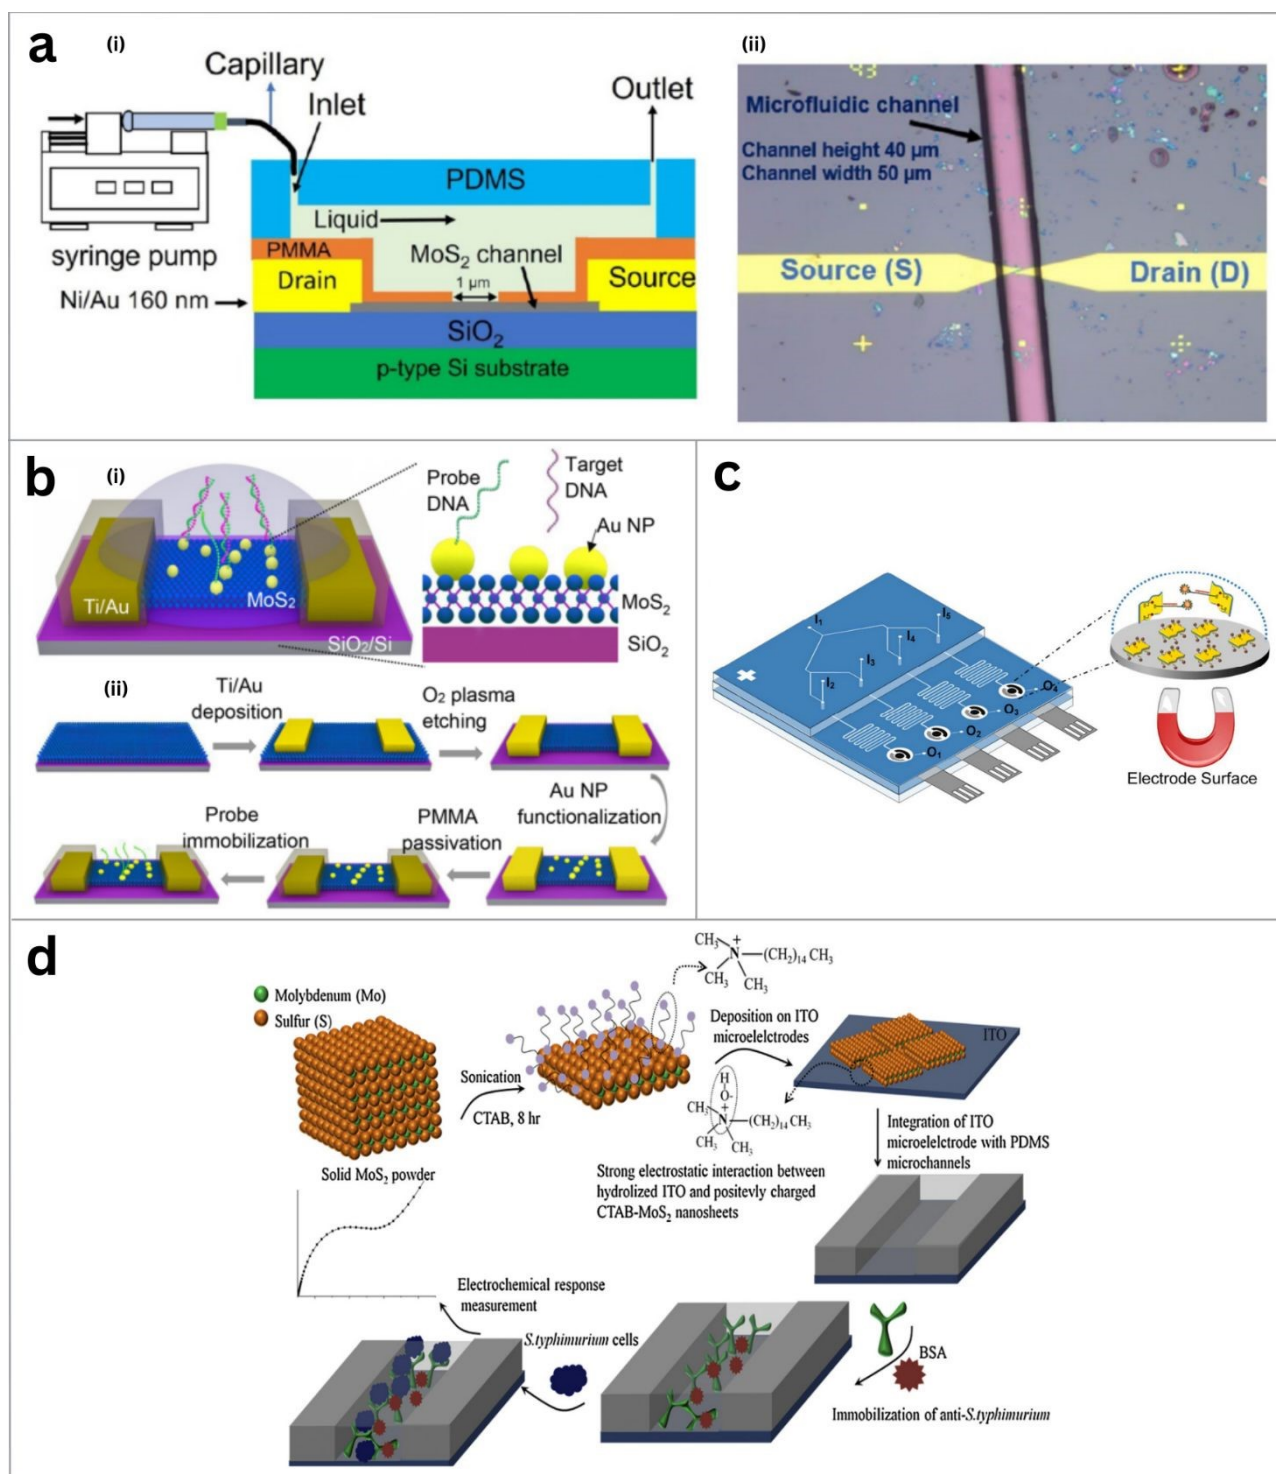 a
(i)
Capillary
Inlet
Outlet
PDMS
Liquid
syringe pump
PMMA
MoS₂ channel
Drain
1 µm
Source
Ni/Au 160 nm
SiO₂
p-type Si substrate
(ii)
93
Microfluidic channel
Channel height 40 µm
Channel width 50 µm
Source (S)
Drain (D)
b
(i)
Probe
DNA
Target
DNA
Au NP
Ti/Au
MoS₂
SiO₂/Si
MoS₂
SiO₂
(ii)
Ti/Au
deposition
O₂ plasma
etching
Au NP
functionalization
PMMA
passivation
Probe
immobilization
c
I₁
I₅
I₄
I₃
I₂
O₄
O₃
O₂
O₁
Electrode Surface
d
Molybdenum (Mo)
Sulfur (S)
Solid MoS₂ powder
Sonication
CTAB, 8 hr
CH₃
+
N
(CH₂)₁₄CH₃
CH₃
CH₃
Deposition on ITO
microelelctrodes
H
O-
+
CH₃
N
(CH₂)₁₄CH₃
CH₃
CH₃
Strong electrostatic interaction between
hydrolized ITO and positevly charged
CTAB-MoS₂ nanosheets
ITO
Integration of ITO
microelelctrode with PDMS
microchannels
BSA
Immobilization of anti-S.typhimurium
S.typhimurium cells
Electrochemical response
measurement